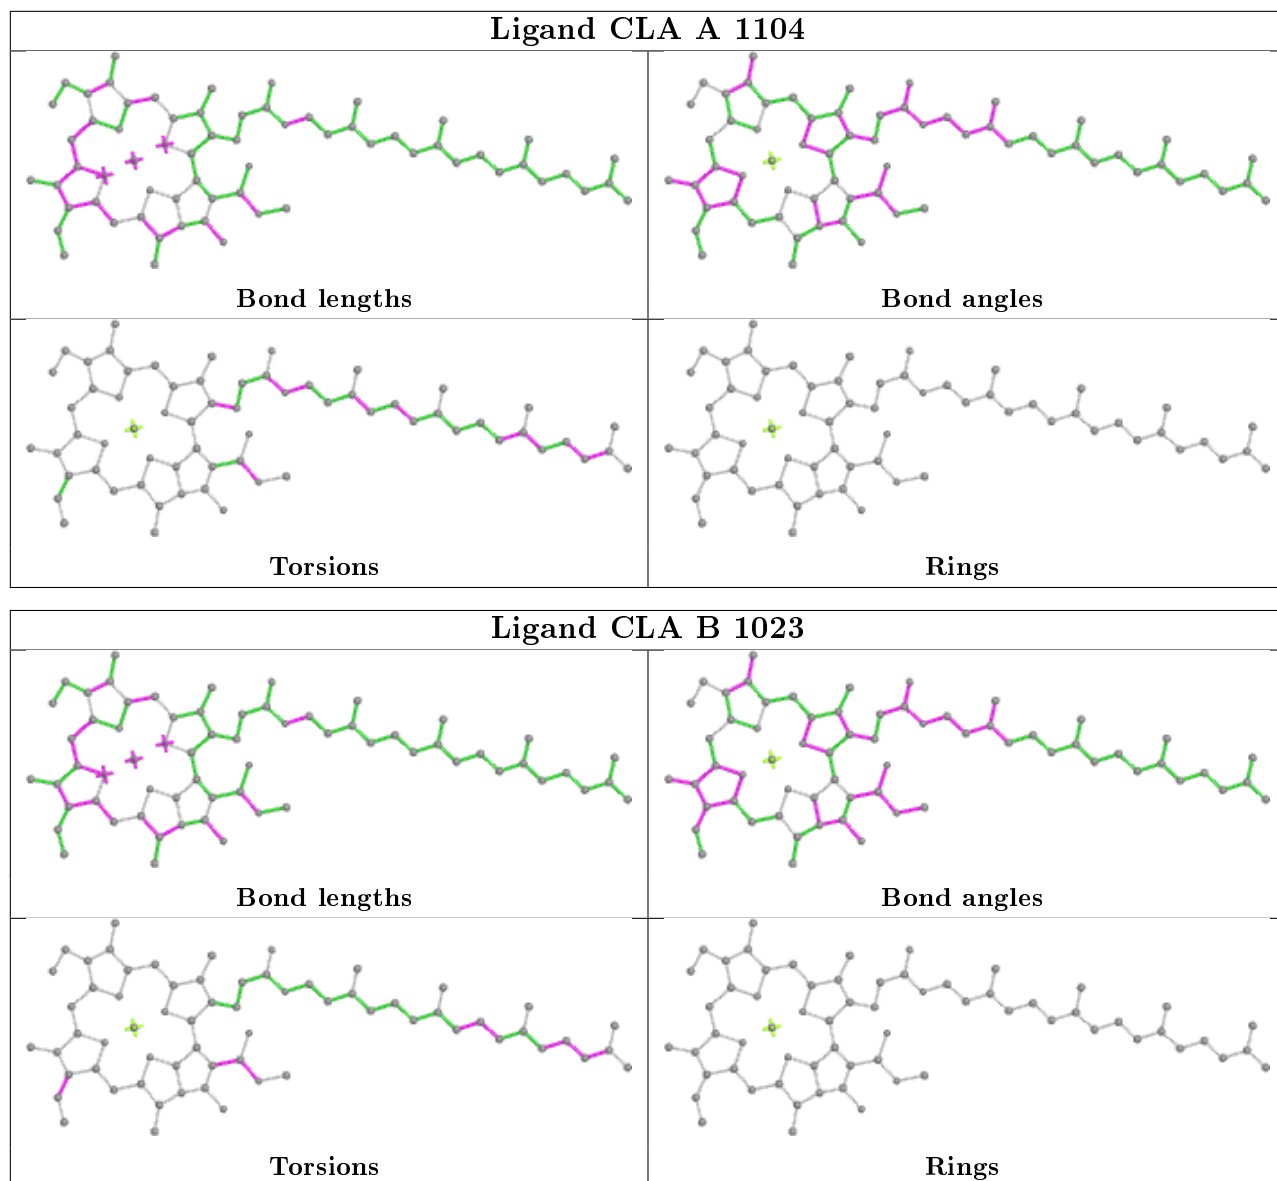 Ligand CLA A 1104
Bond lengths
Bond angles
Torsions
Rings
Ligand CLA B 1023
Bond lengths
Bond angles
Torsions
Rings